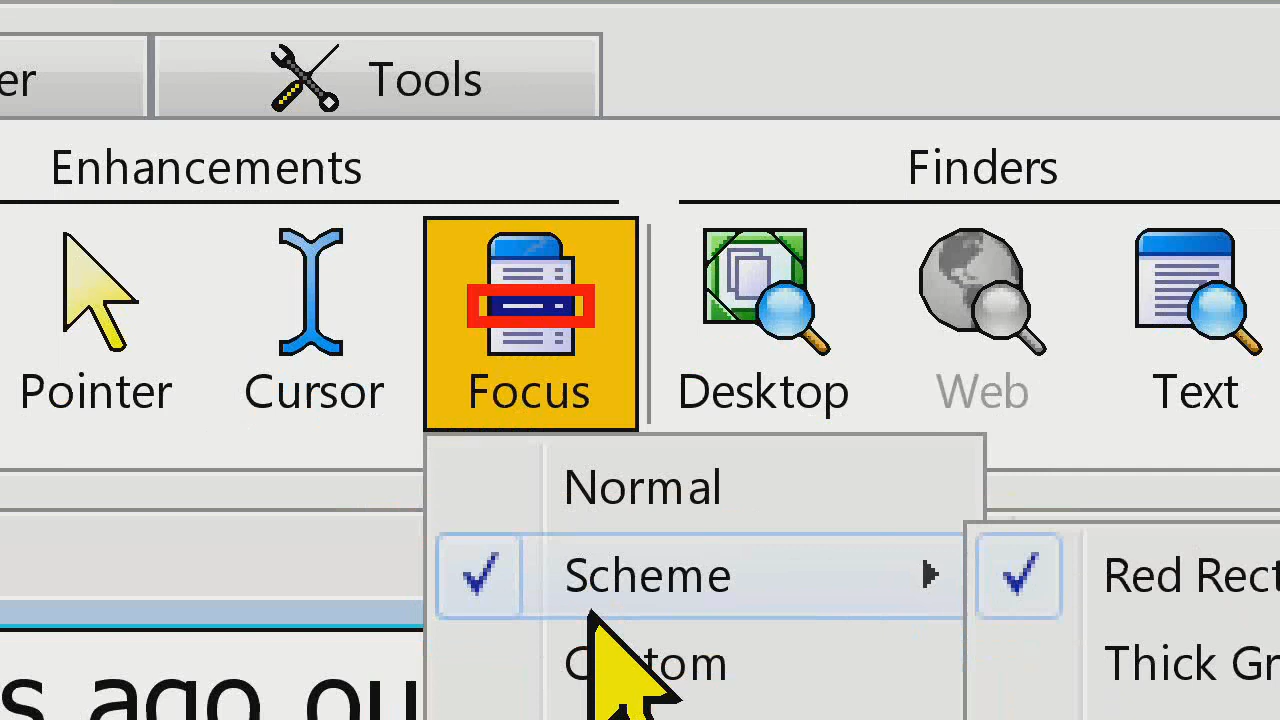 er Tools
Enhancements Finders
Pointer Cursor Focus Desktop Web Text
Normal
Scheme Red Rect
Thick Gr
s ago ou